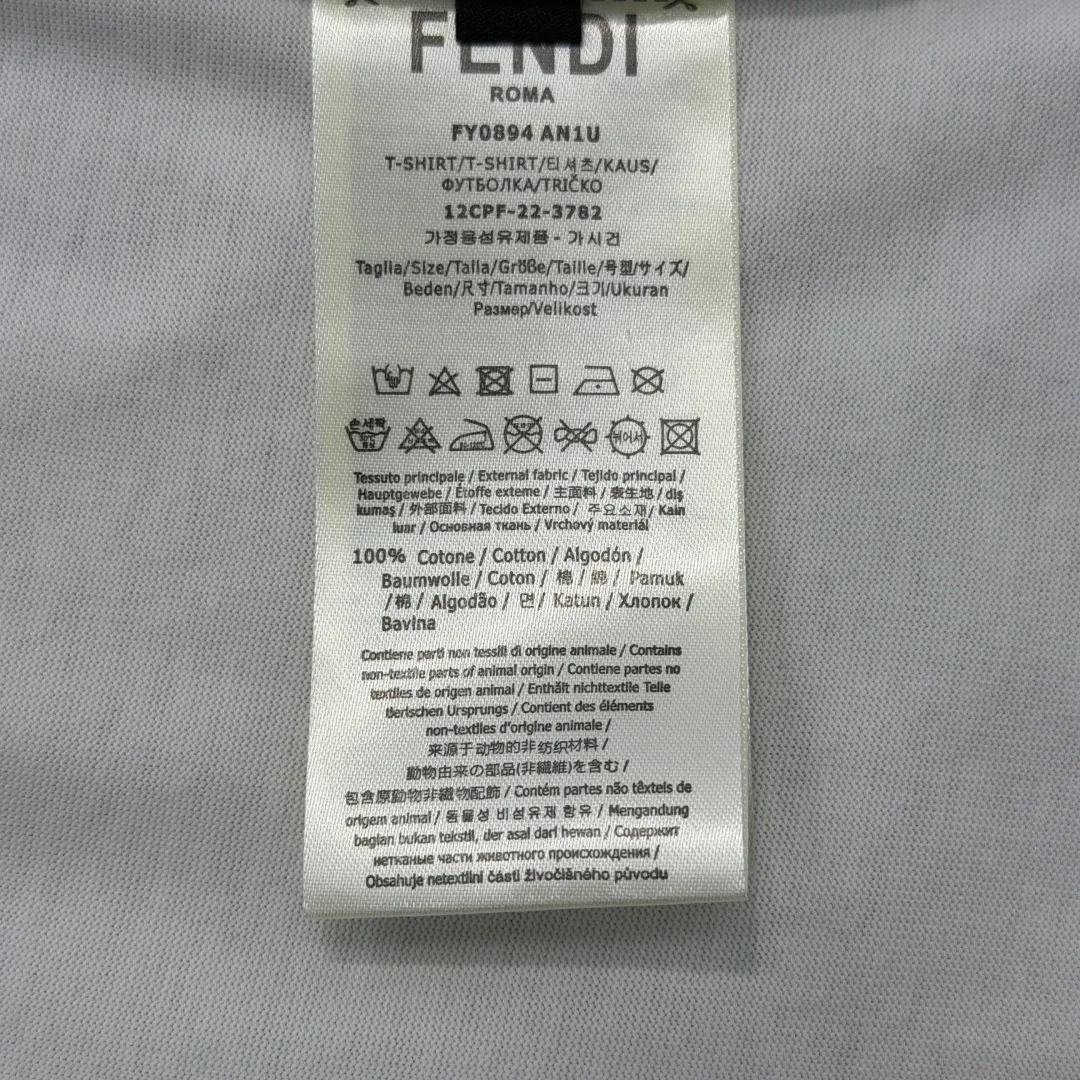 FENDI
ROMA
FY0894 AN1U
T-SHIRT/T-SHIRT/티셔츠/KAUS/
ФУТБОЛКА/TRIČKO
12CPF-22-3782
가정용섬유제품 - 가시건
Taglia/Size/Talla/Größe/Taille/号型/サイズ/
Beden/尺寸/Tamanho/크기/Ukuran
Размер/Velikost
손세탁
Tessuto principale / External fabric / Tejido principal /
Hauptgewebe / Étoffe externe / 主面料 / 表生地 / diş
kumaş / 外部面料 / Tecido Externo / 주요소재 / Kain
luar / Основная ткань / Vrchový materiál
100% Cotone / Cotton / Algodón /
Baumwolle / Coton / 棉 / 綿 / Pamuk
/ 棉 / Algodão / 면 / Katun / Хлопок /
Bavlna
Contiene parti non tessili di origine animale / Contains
non-textile parts of animal origin / Contiene partes no
textiles de origen animal / Enthält nichttextile Teile
tierischen Ursprungs / Contient des éléments
non-textiles d'origine animale /
来源于动物的非纺织材料 /
動物由来の部品(非繊維)を含む /
包含原動物非織物配飾 / Contém partes não têxteis de
origem animal / 동물성 비섬유제 함유 / Mengandung
bagian bukan tekstil, der asal dari hewan / Содержит
нетканые части животного происхождения /
Obsahuje netextilní části živočišného původu